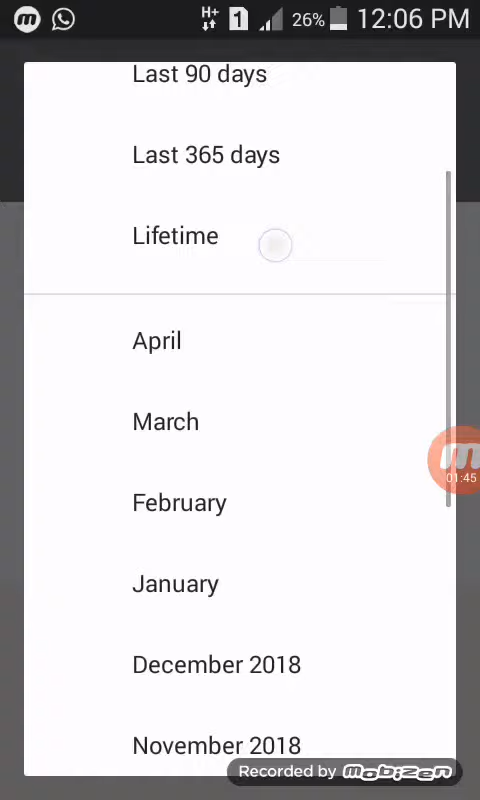 H+ 1 26% 12:06 PM
Last 90 days
Last 365 days
Lifetime
April
March
February
January
December 2018
November 2018
01:45
Recorded by mobizen